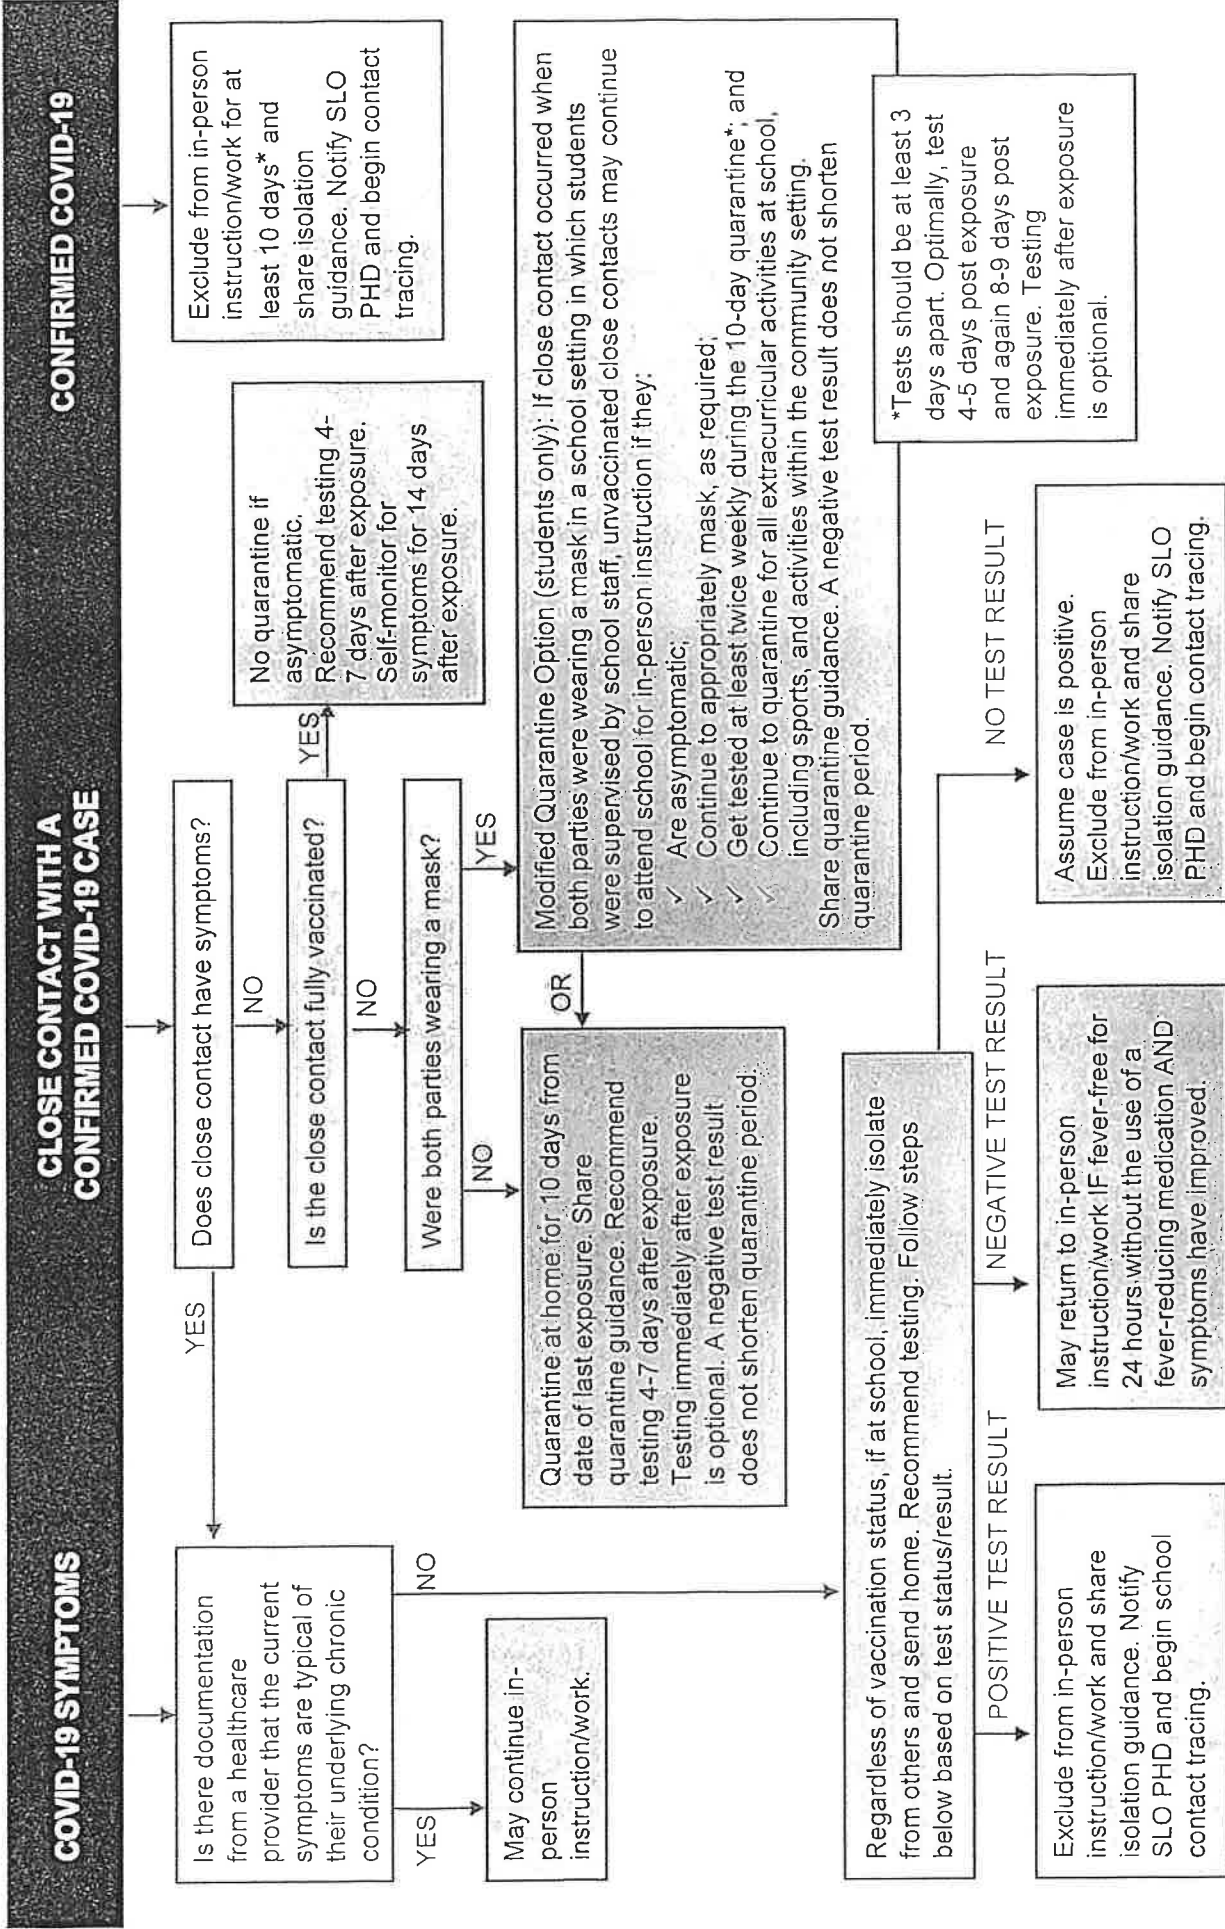 COVID-19 SYMPTOMS
CLOSE CONTACT WITH A
CONFIRMED COVID-19 CASE
CONFIRMED COVID-19
Is there documentation
from a healthcare
provider that the current
symptoms are typical of
their underlying chronic
condition?
YES
NO
May continue in-
person
instruction/work.
YES
Does close contact have symptoms?
NO
Is the close contact fully vaccinated?
YES
NO
No quarantine if
asymptomatic.
Recommend testing 4-
7 days after exposure.
Self-monitor for
symptoms for 14 days
after exposure.
Were both parties wearing a mask?
NO
YES
Quarantine at home for 10 days from
date of last exposure. Share
quarantine guidance. Recommend
testing 4-7 days after exposure.
Testing immediately after exposure
is optional. A negative test result
does not shorten quarantine period.
OR
Modified Quarantine Option (students only): If close contact occurred when
both parties were wearing a mask in a school setting in which students
were supervised by school staff, unvaccinated close contacts may continue
to attend school for in-person instruction if they:
✓ Are asymptomatic;
✓ Continue to appropriately mask, as required;
✓ Get tested at least twice weekly during the 10-day quarantine*; and
✓ Continue to quarantine for all extracurricular activities at school,
including sports, and activities within the community setting.
Share quarantine guidance. A negative test result does not shorten
quarantine period.
Exclude from in-person
instruction/work for at
least 10 days* and
share isolation
guidance. Notify SLO
PHD and begin contact
tracing.
*Tests should be at least 3
days apart. Optimally, test
4-5 days post exposure
and again 8-9 days post
exposure. Testing
immediately after exposure
is optional.
Regardless of vaccination status, if at school, immediately isolate
from others and send home. Recommend testing. Follow steps
below based on test status/result.
POSITIVE TEST RESULT
NEGATIVE TEST RESULT
NO TEST RESULT
Exclude from in-person
instruction/work and share
isolation guidance. Notify
SLO PHD and begin school
contact tracing.
May return to in-person
instruction/work IF fever-free for
24 hours without the use of a
fever-reducing medication AND
symptoms have improved.
Assume case is positive.
Exclude from in-person
instruction/work and share
isolation guidance. Notify SLO
PHD and begin contact tracing.